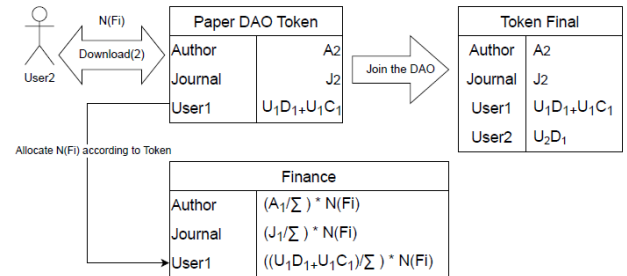 N(Fi)
Download(2)
User2
Paper DAO Token
Author A2
Journal J2
User1 U1D1+U1C1
Join the DAO
Token Final
Author A2
Journal J2
User1 U1D1+U1C1
User2 U2D1
Allocate N(Fi) according to Token
Finance
Author (A1/∑ ) * N(Fi)
Journal (J1/∑ ) * N(Fi)
User1 ((U1D1+U1C1)/∑ ) * N(Fi)